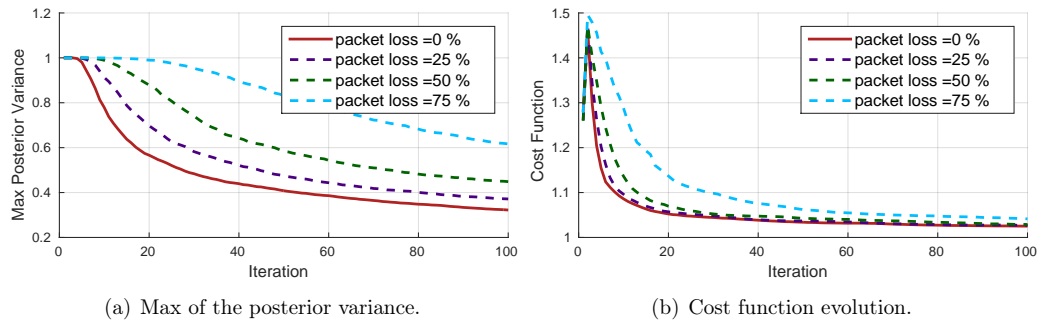 1.2
1
0.8
0.6
0.4
0.2
Max Posterior Variance
0 20 40 60 80 100
Iteration
packet loss =0 %
packet loss =25 %
packet loss =50 %
packet loss =75 %
(a) Max of the posterior variance.
1.5
1.4
1.3
1.2
1.1
1
Cost Function
0 20 40 60 80 100
Iteration
packet loss =0 %
packet loss =25 %
packet loss =50 %
packet loss =75 %
(b) Cost function evolution.